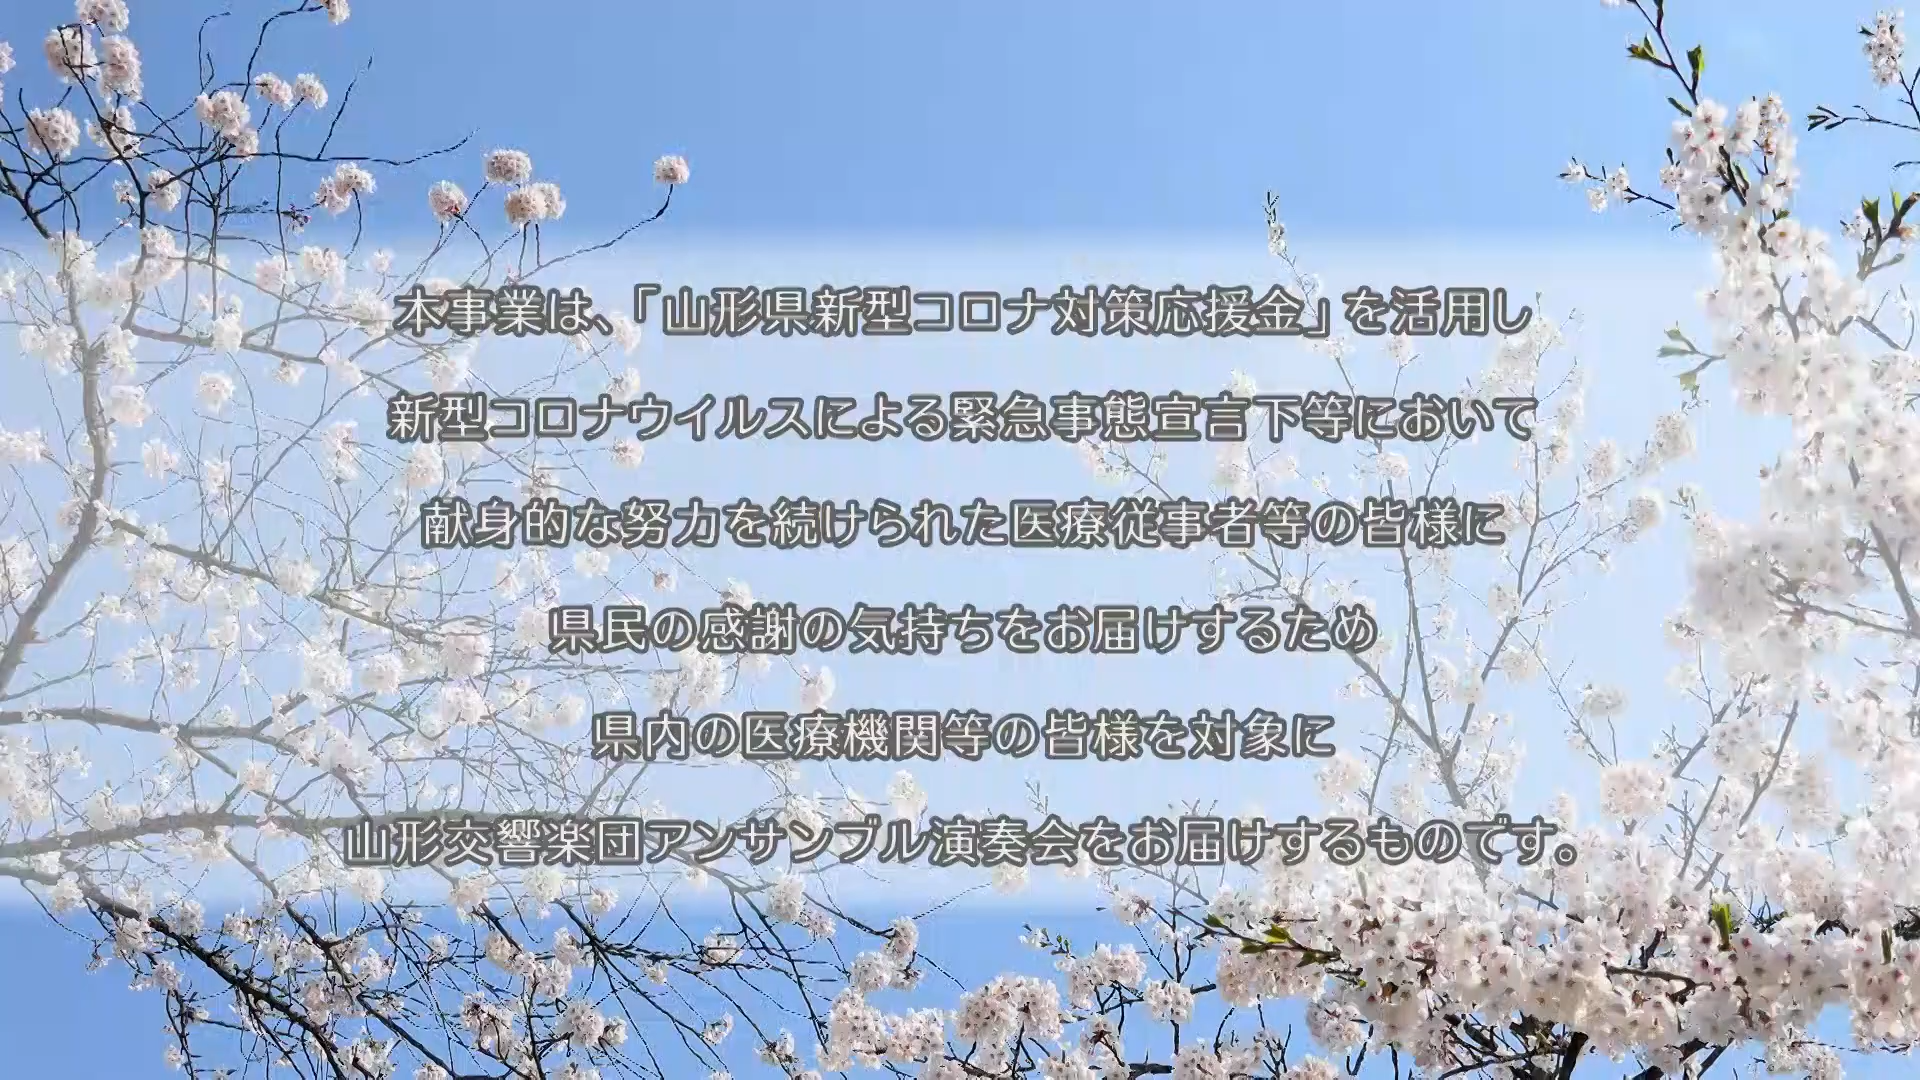 本事業は、「山形県新型コロナ対策応援金」を活用し
新型コロナウイルスによる緊急事態宣言下等において
献身的な努力を続けられた医療従事者等の皆様に
県民の感謝の気持ちをお届けするため
県内の医療機関等の皆様を対象に
山形交響楽団アンサンブル演奏会をお届けするものです。